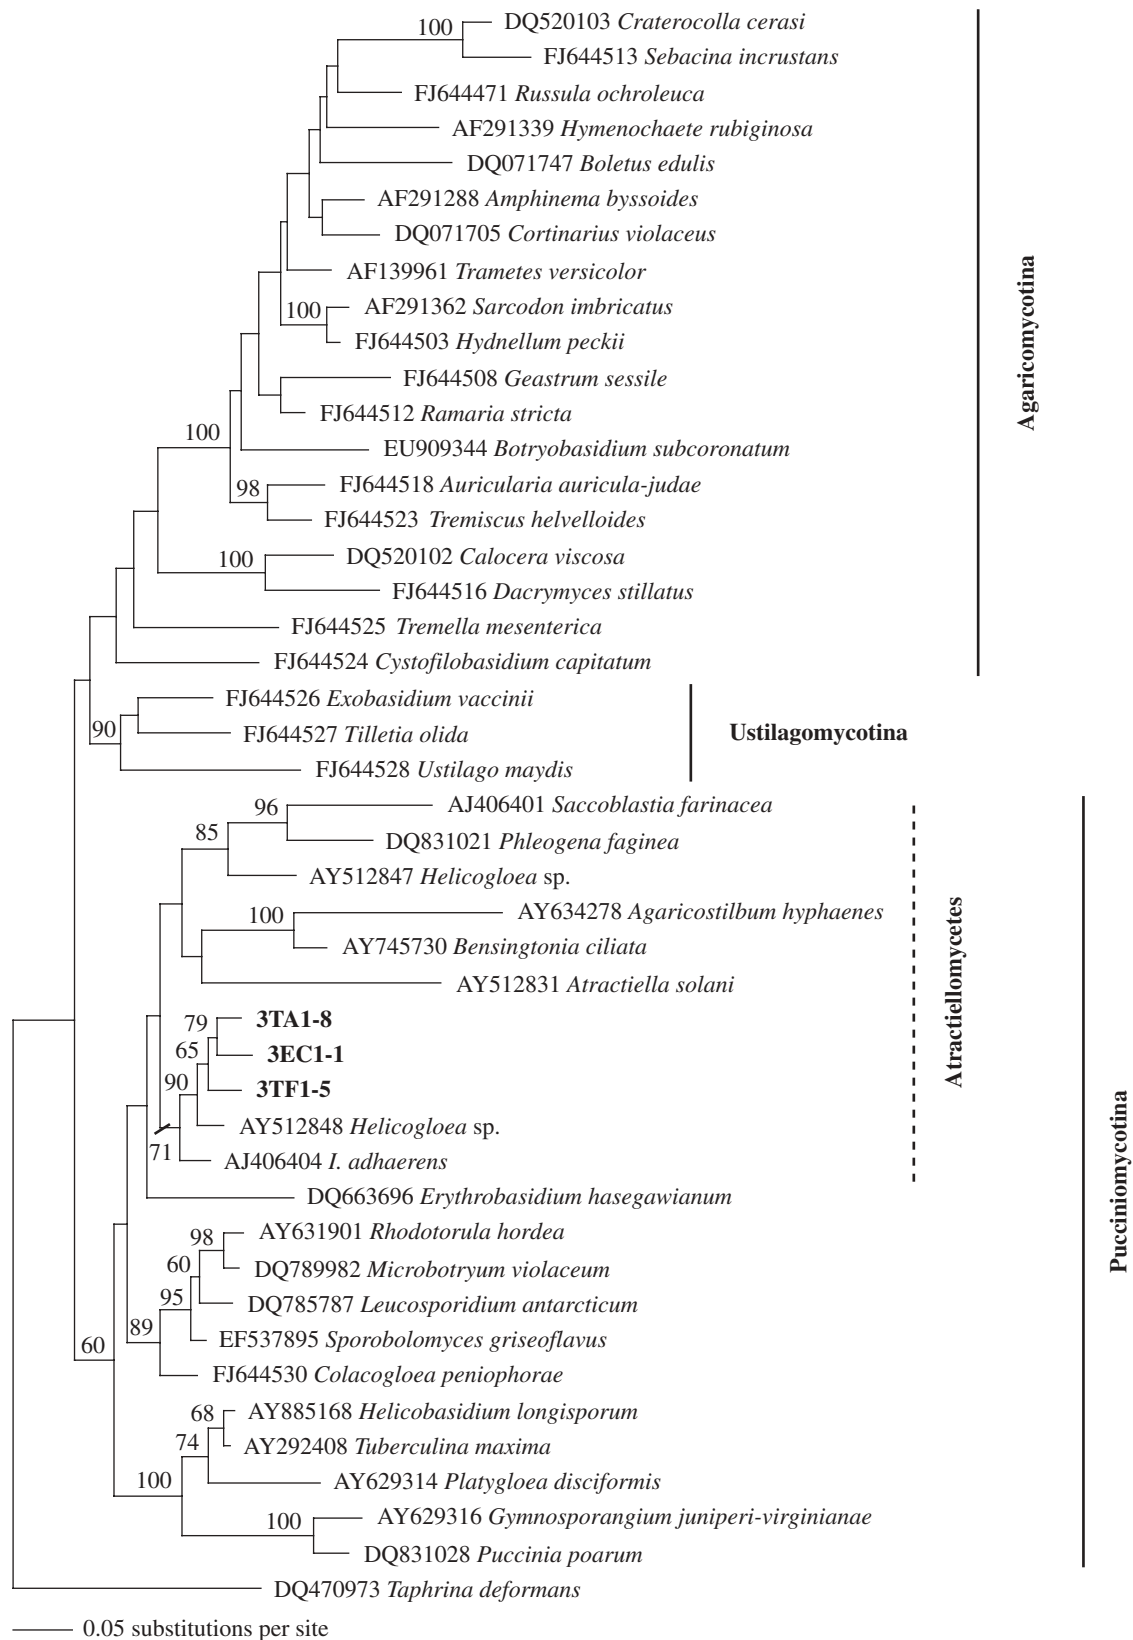 100
DQ520103 Craterocolla cerasi
FJ644513 Sebacina incrustans
FJ644471 Russula ochroleuca
AF291339 Hymenochaete rubiginosa
DQ071747 Boletus edulis
AF291288 Amphinema byssoides
DQ071705 Cortinarius violaceus
AF139961 Trametes versicolor
100
AF291362 Sarcodon imbricatus
FJ644503 Hydnellum peckii
FJ644508 Geastrum sessile
FJ644512 Ramaria stricta
100
EU909344 Botryobasidium subcoronatum
98
FJ644518 Auricularia auricula-judae
FJ644523 Tremiscus helvelloides
100
DQ520102 Calocera viscosa
FJ644516 Dacrymyces stillatus
FJ644525 Tremella mesenterica
FJ644524 Cystofilobasidium capitatum
Agaricomycotina
90
FJ644526 Exobasidium vaccinii
FJ644527 Tilletia olida
FJ644528 Ustilago maydis
Ustilagomycotina
96
AJ406401 Saccoblastia farinacea
85
DQ831021 Phleogena faginea
AY512847 Helicogloea sp.
100
AY634278 Agaricostilbum hyphaenes
AY745730 Bensingtonia ciliata
AY512831 Atractiella solani
79
3TA1-8
65
3EC1-1
90
3TF1-5
AY512848 Helicogloea sp.
71
AJ406404 I. adhaerens
Atractiellomycetes
DQ663696 Erythrobasidium hasegawianum
98
AY631901 Rhodotorula hordea
60
DQ789982 Microbotryum violaceum
95
DQ785787 Leucosporidium antarcticum
89
EF537895 Sporobolomyces griseoflavus
60
FJ644530 Colacogloea peniophorae
68
AY885168 Helicobasidium longisporum
74
AY292408 Tuberculina maxima
100
AY629314 Platygloea disciformis
100
AY629316 Gymnosporangium juniperi-virginianae
DQ831028 Puccinia poarum
Pucciniomycotina
DQ470973 Taphrina deformans
0.05 substitutions per site